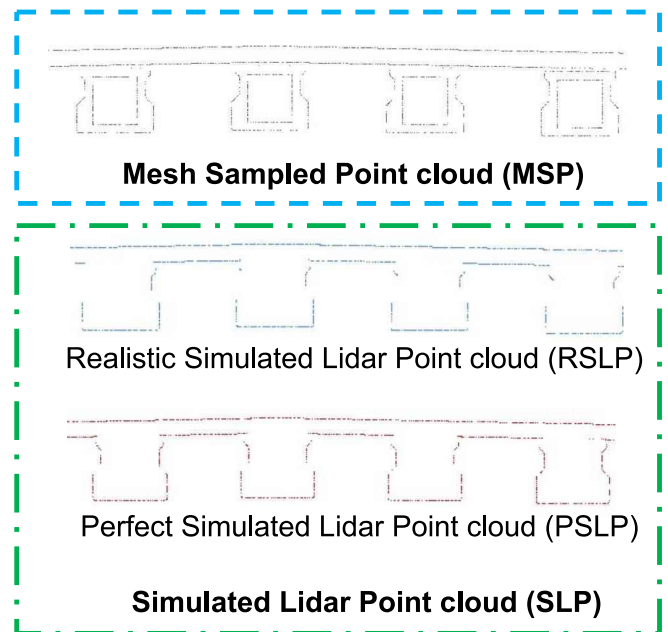 Mesh Sampled Point cloud (MSP)
Realistic Simulated Lidar Point cloud (RSLP)
Perfect Simulated Lidar Point cloud (PSLP)
Simulated Lidar Point cloud (SLP)